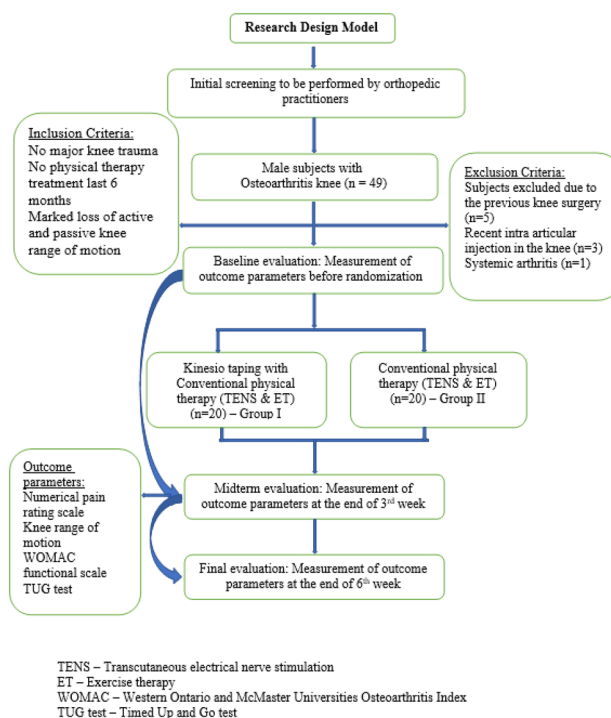 Research Design Model
Initial screening to be performed by orthopedic
practitioners
Inclusion Criteria:
No major knee trauma
No physical therapy
treatment last 6
months
Marked loss of active
and passive knee
range of motion
Male subjects with
Osteoarthritis knee (n = 49)
Exclusion Criteria:
Subjects excluded due to
the previous knee surgery
(n=5)
Recent intra articular
injection in the knee (n=3)
Systemic arthritis (n=1)
Baseline evaluation: Measurement of
outcome parameters before randomization
Kinesio taping with
Conventional physical
therapy (TENS & ET)
(n=20) – Group I
Conventional physical
therapy (TENS & ET)
(n=20) – Group II
Outcome
parameters:
Numerical pain
rating scale
Knee range of
motion
WOMAC
functional scale
TUG test
Midterm evaluation: Measurement of
outcome parameters at the end of 3rd week
Final evaluation: Measurement of outcome
parameters at the end of 6th week
TENS – Transcutaneous electrical nerve stimulation
ET – Exercise therapy
WOMAC – Western Ontario and McMaster Universities Osteoarthritis Index
TUG test – Timed Up and Go test